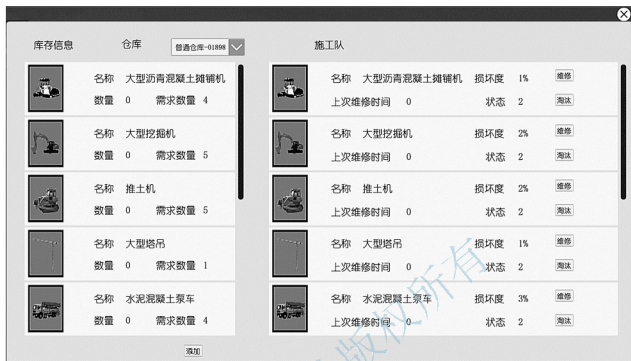 库存信息 仓库 普通仓库-01898 施工队
名称 大型沥青混凝土摊铺机
数量 0 需求数量 4
名称 大型挖掘机
数量 0 需求数量 5
名称 推土机
数量 0 需求数量 5
名称 大型塔吊
数量 0 需求数量 1
名称 水泥混凝土泵车
数量 0 需求数量 4
添加
名称 大型沥青混凝土摊铺机 损坏度 1% 维修
上次维修时间 0 状态 2 淘汰
名称 大型挖掘机 损坏度 2% 维修
上次维修时间 0 状态 2 淘汰
名称 推土机 损坏度 2% 维修
上次维修时间 0 状态 2 淘汰
名称 大型塔吊 损坏度 1% 维修
上次维修时间 0 状态 2 淘汰
名称 水泥混凝土泵车 损坏度 3% 维修
上次维修时间 0 状态 2 淘汰
版权所有